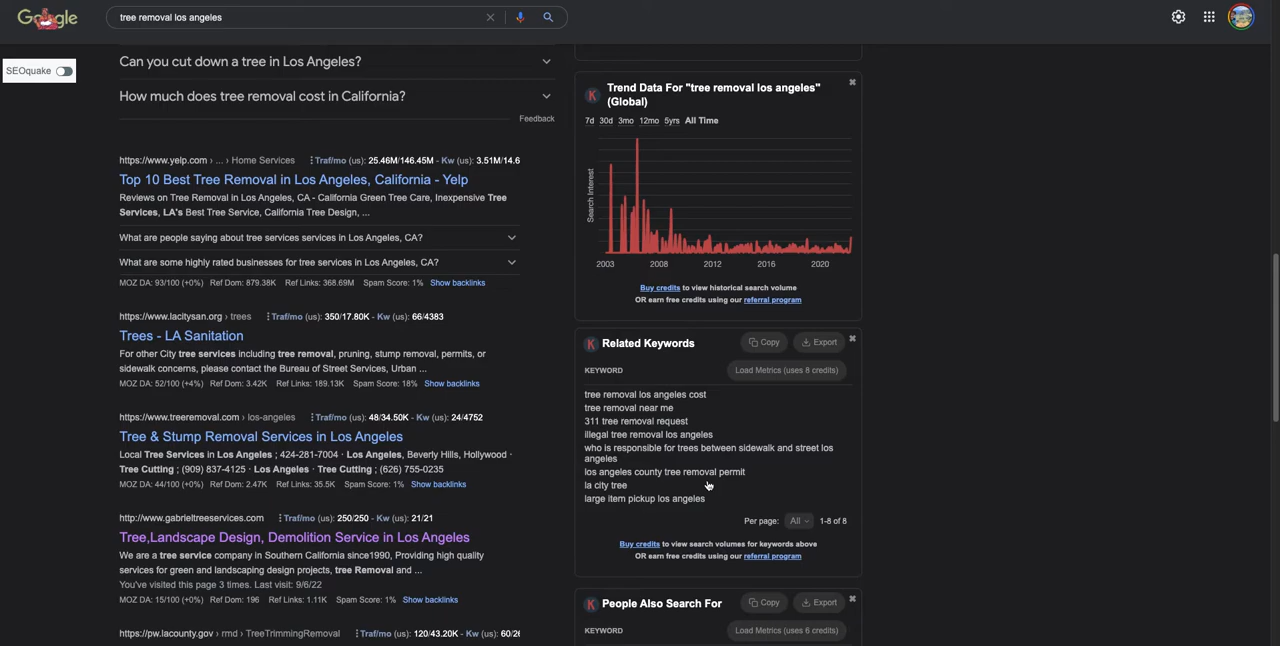 Google
tree removal los angeles
SEOquake
Can you cut down a tree in Los Angeles?
How much does tree removal cost in California?
Feedback
https://www.yelp.com › ... › Home Services Traf/mo (us): 25.46M/146.45M - Kw (us): 3.51M/14.6
Top 10 Best Tree Removal in Los Angeles, California - Yelp
Reviews on Tree Removal in Los Angeles, CA - California Green Tree Care, Inexpensive Tree
Services, LA's Best Tree Service, California Tree Design, ...
What are people saying about tree services services in Los Angeles, CA?
What are some highly rated businesses for tree services in Los Angeles, CA?
MOZ DA: 93/100 (+0%) Ref Dom: 879.38K Ref Links: 368.69M Spam Score: 1% Show backlinks
https://www.lacitysan.org › trees Traf/mo (us): 350/17.80K - Kw (us): 66/4383
Trees - LA Sanitation
For other City tree services including tree removal, pruning, stump removal, permits, or
sidewalk concerns, please contact the Bureau of Street Services, Urban ...
MOZ DA: 52/100 (+4%) Ref Dom: 3.42K Ref Links: 189.13K Spam Score: 18% Show backlinks
https://www.treeremoval.com › los-angeles Traf/mo (us): 48/34.50K - Kw (us): 24/4752
Tree & Stump Removal Services in Los Angeles
Local Tree Services in Los Angeles ; 424-281-7004 · Los Angeles, Beverly Hills, Hollywood ·
Tree Cutting ; (909) 837-4125 · Los Angeles · Tree Cutting ; (626) 755-0235
MOZ DA: 44/100 (+0%) Ref Dom: 2.47K Ref Links: 35.5K Spam Score: 1% Show backlinks
http://www.gabrieltreeservices.com Traf/mo (us): 250/250 - Kw (us): 21/21
Tree,Landscape Design, Demolition Service in Los Angeles
We are a tree service company in Southern California since1990, Providing high quality
services for green and landscaping design projects, tree Removal and ...
You've visited this page 3 times. Last visit: 9/6/22
MOZ DA: 15/100 (+0%) Ref Dom: 196 Ref Links: 1.11K Spam Score: 1% Show backlinks
https://pw.lacounty.gov › rmd › TreeTrimmingRemoval Traf/mo (us): 120/43.20K - Kw (us): 60/26
K Trend Data For "tree removal los angeles"
(Global)
7d 30d 3mo 12mo 5yrs All Time
Search Interest
2003 2008 2012 2016 2020
Buy credits to view historical search volume
OR earn free credits using our referral program
K Related Keywords Copy Export
KEYWORD Load Metrics (uses 8 credits)
tree removal los angeles cost
tree removal near me
311 tree removal request
illegal tree removal los angeles
who is responsible for trees between sidewalk and street los
angeles
los angeles county tree removal permit
la city tree
large item pickup los angeles
Per page: All 1-8 of 8
Buy credits to view search volumes for keywords above
OR earn free credits using our referral program
K People Also Search For Copy Export
KEYWORD Load Metrics (uses 6 credits)